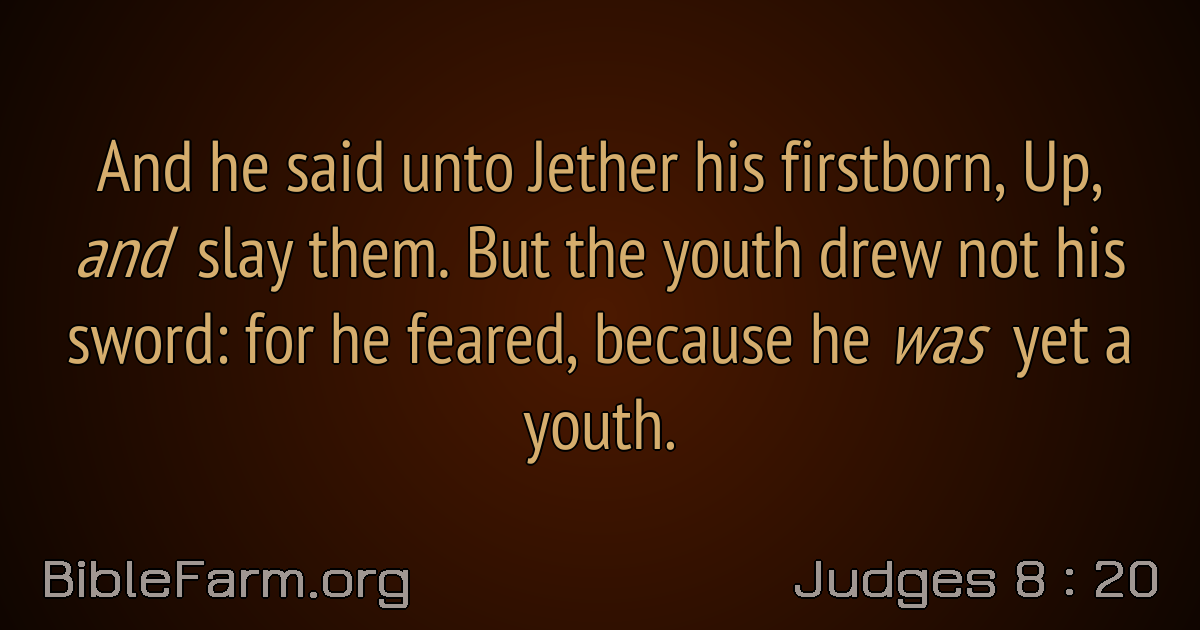 And he said unto Jether his firstborn, Up,
and slay them. But the youth drew not his
sword: for he feared, because he was yet a
youth.
BibleFarm.org
Judges 8 : 20